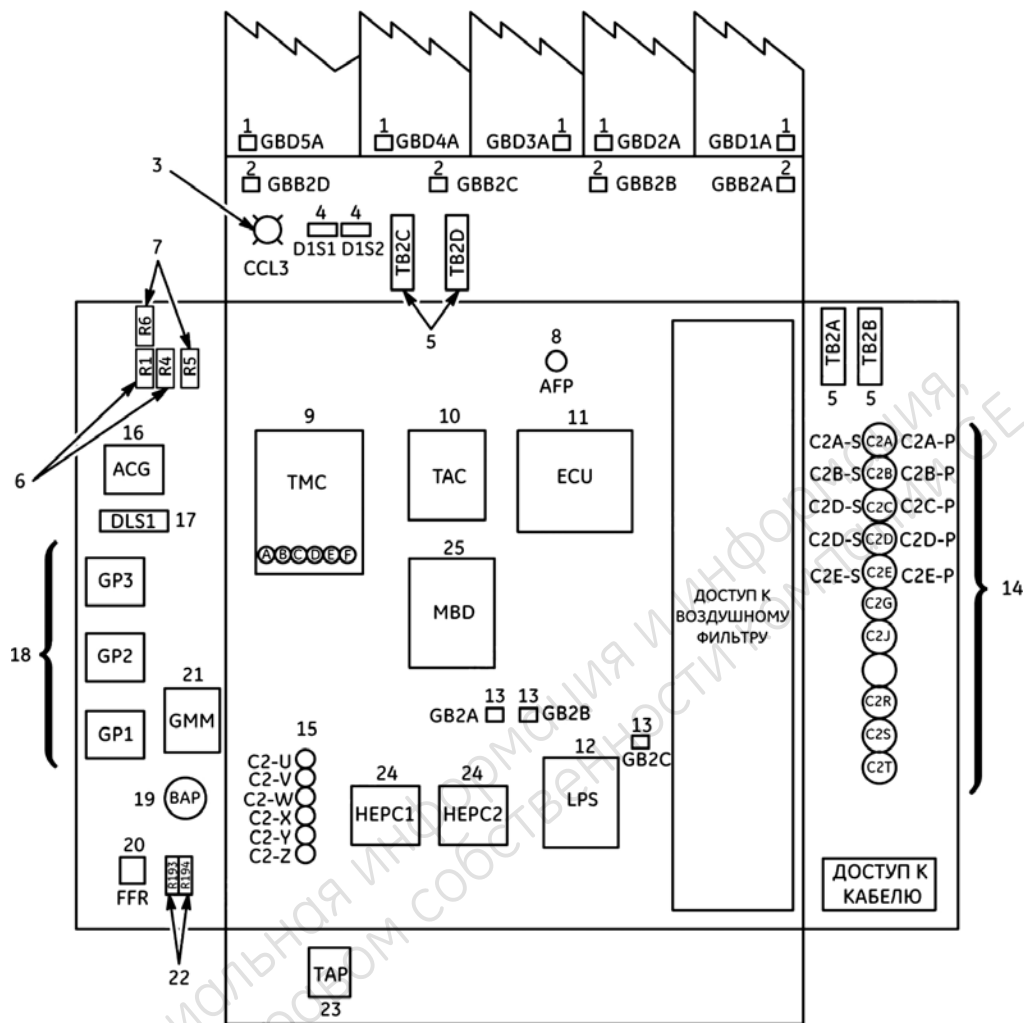 1 1 1 1 1
GBD5A GBD4A GBD3A GBD2A GBD1A
2 2 2 2
GBB2D GBB2C GBB2B GBB2A
3
4 4
D1S1 D1S2
CCL3
TB2C TB2D
5
7
R6
R1 R4 R5
6
8
AFP
TB2A TB2B
5 5
9
TMC
A B C D E F
10
TAC
11
ECU
16
ACG
DLS1 17
GP3
GP2
GP1
18
21
GMM
25
MBD
ДОСТУП К
ВОЗДУШНОМУ
ФИЛЬТРУ
C2A-S C2A C2A-P
C2B-S C2B C2B-P
C2D-S C2C C2C-P
C2D-S C2D C2D-P
C2E-S C2E C2E-P
C2G
C2J
C2R
C2S
C2T
14
13 13
GB2A GB2B
13
GB2C
15
C2-U
C2-V
C2-W
C2-X
C2-Y
C2-Z
24 24
HEPC1 HEPC2
12
LPS
19 BAP
20
FFR
R193 R194
22
ДОСТУП К
КАБЕЛЮ
TAP
23
информация и информация,
собственности компании GE